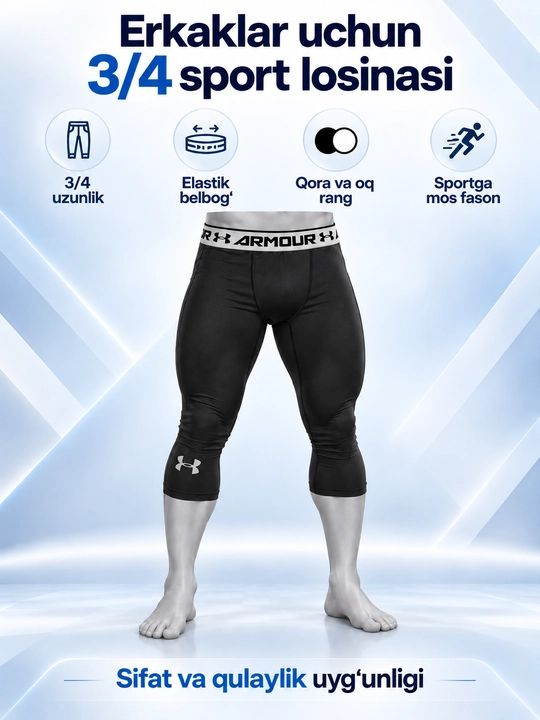 Erkaklar uchun
3/4 sport losinasi
3/4
uzunlik
Elastik
belbog‘
Qora va oq
rang
Sportga
mos fason
R ARMOUR
Sifat va qulaylik uyg‘unligi